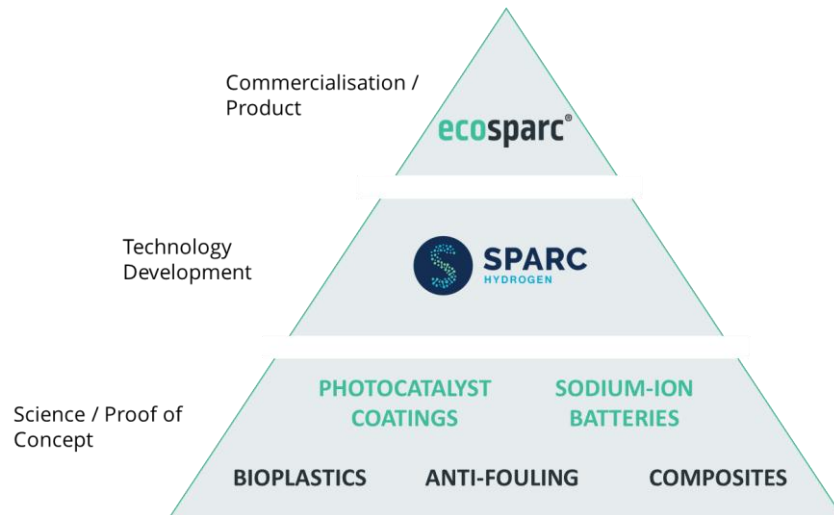 Commercialisation /
Product
ecosparc®
Technology
Development
SPARC
HYDROGEN
Science / Proof of
Concept
PHOTOCATALYST
COATINGS
SODIUM-ION
BATTERIES
BIOPLASTICS ANTI-FOULING COMPOSITES